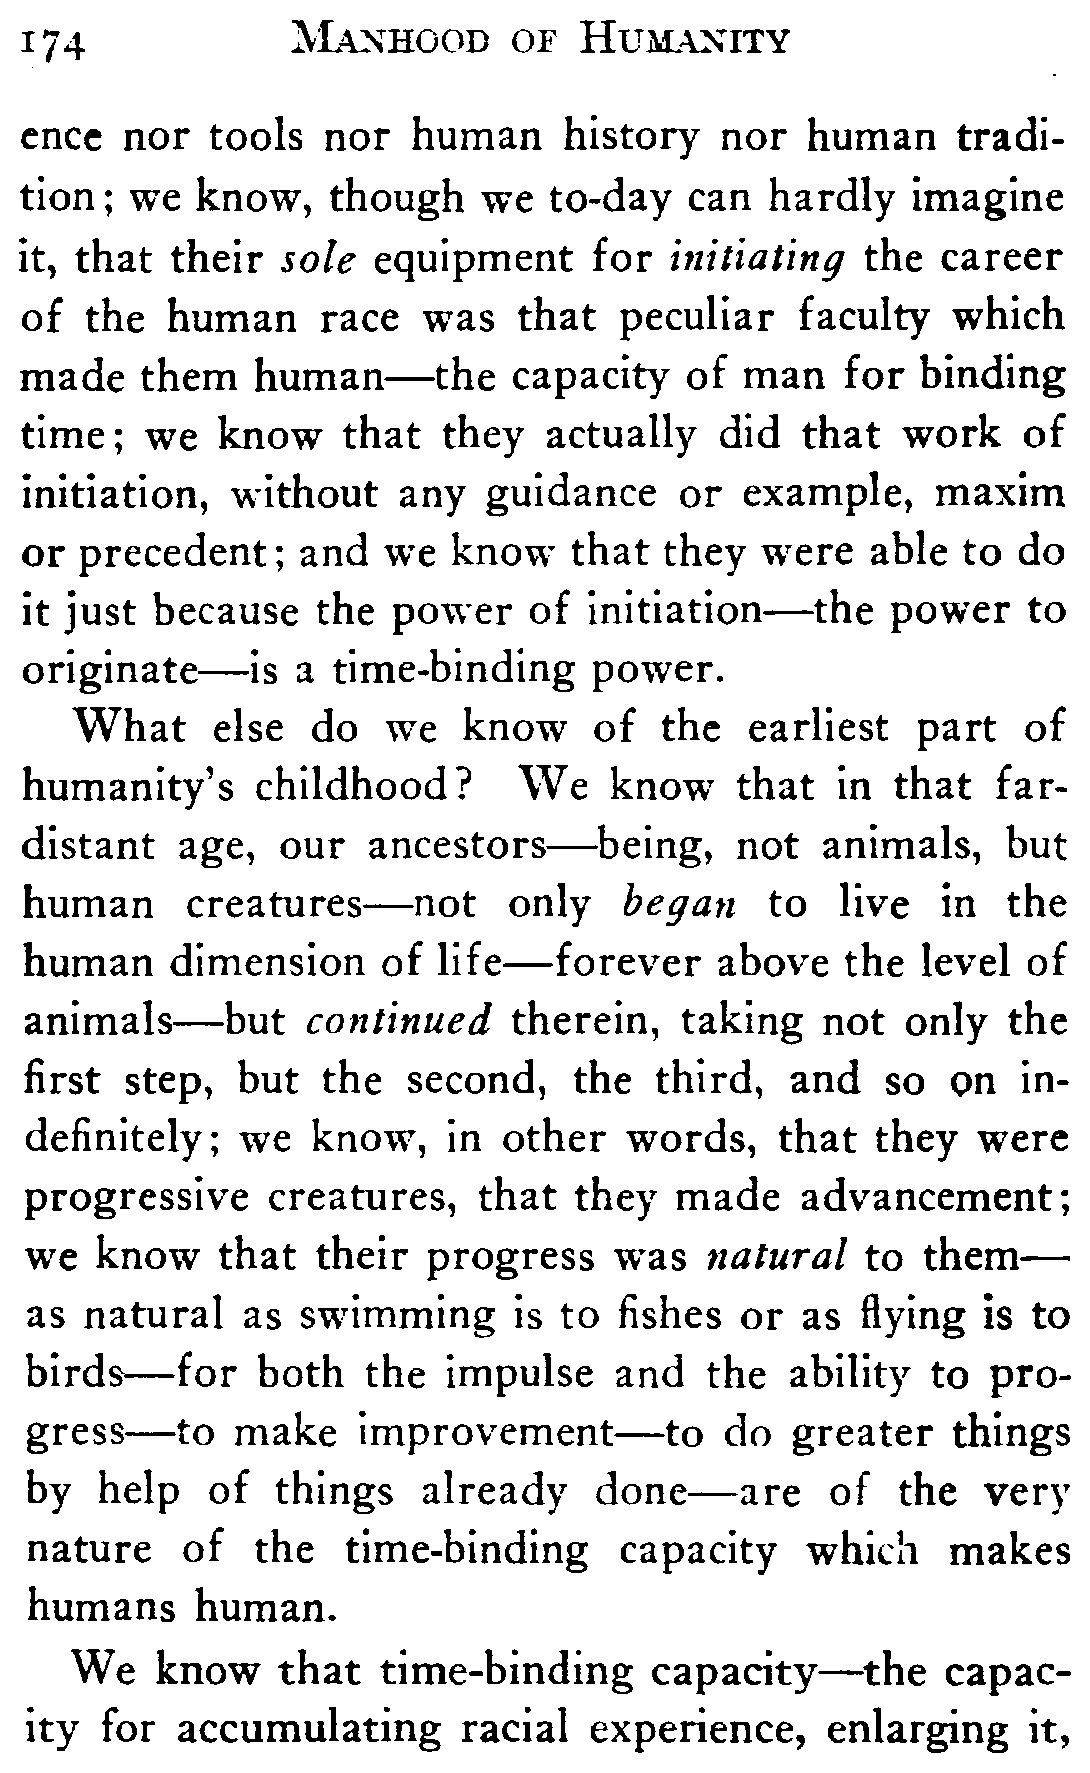 174 MANHOOD OF HUMANITY
ence nor tools nor human history nor human tradi-
tion; we know, though we to-day can hardly imagine
it, that their sole equipment for initiating the career
of the human race was that peculiar faculty which
made them human—the capacity of man for binding
time; we know that they actually did that work of
initiation, without any guidance or example, maxim
or precedent; and we know that they were able to do
it just because the power of initiation—the power to
originate—is a time-binding power.
What else do we know of the earliest part of
humanity's childhood? We know that in that far-
distant age, our ancestors—being, not animals, but
human creatures—not only began to live in the
human dimension of life—forever above the level of
animals—but continued therein, taking not only the
first step, but the second, the third, and so on in-
definitely; we know, in other words, that they were
progressive creatures, that they made advancement;
we know that their progress was natural to them—
as natural as swimming is to fishes or as flying is to
birds—for both the impulse and the ability to pro-
gress—to make improvement—to do greater things
by help of things already done—are of the very
nature of the time-binding capacity which makes
humans human.
We know that time-binding capacity—the capac-
ity for accumulating racial experience, enlarging it,